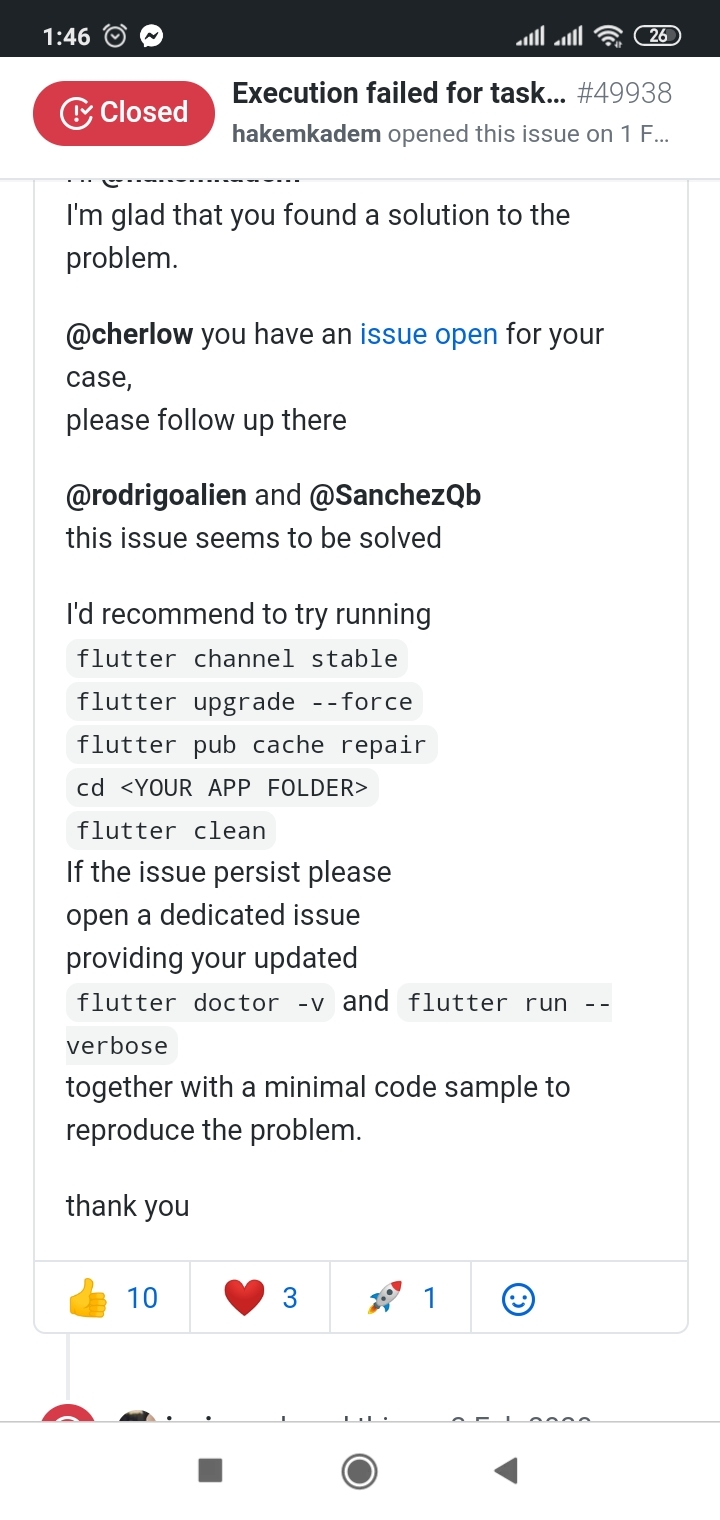 1:46 26
Closed
Execution failed for task... #49938
hakemkadem opened this issue on 1 F...
I'm glad that you found a solution to the
problem.
@cherlow you have an issue open for your
case,
please follow up there
@rodrigoalien and @SanchezQb
this issue seems to be solved
I'd recommend to try running
flutter channel stable
flutter upgrade --force
flutter pub cache repair
cd <YOUR APP FOLDER>
flutter clean
If the issue persist please
open a dedicated issue
providing your updated
flutter doctor -v and flutter run --
verbose
together with a minimal code sample to
reproduce the problem.
thank you
10 3 1